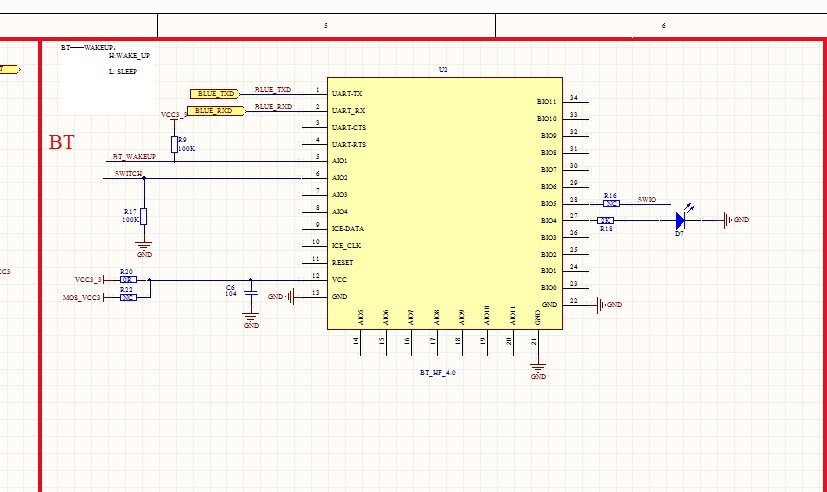 5
6
BT——WAKEUP,
H:WAKE_UP
L: SLEEP
BT
U2
BLUE_TXD
BLUE_TXD
BLUE_RXD
BLUE_RXD
VCC3_3
R9
100K
BT_WAKEUP
SWITCH
R17
100K
GND
VCC3_3
R20
0R
MOS_VCC3
R22
NC
C6
104
GND
GND
1
2
3
4
5
6
7
8
9
10
11
12
13
UART-TX
UART_RX
UART-CTS
UART-RTS
AIO1
AIO2
AIO3
AIO4
ICE-DATA
ICE_CLK
RESET
VCC
GND
AIO5
AIO6
AIO7
AIO8
AIO9
AIO10
AIO11
GND
14
15
16
17
18
19
20
21
GND
BIO11
BIO10
BIO9
BIO8
BIO7
BIO6
BIO5
BIO4
BIO3
BIO2
BIO1
BIO0
GND
34
33
32
31
30
29
28
27
26
25
24
23
22
GND
R16
NC
SWIO
2K
R18
D7
GND
BT_HF_4.0
CC3